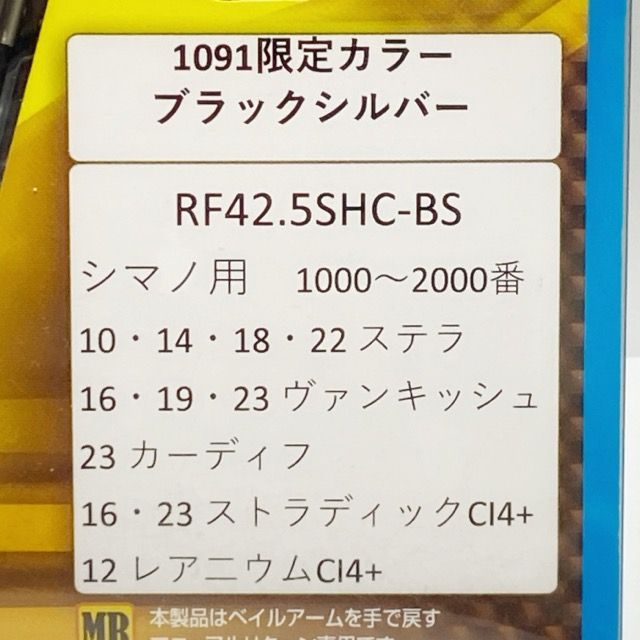 1091限定カラー
ブラックシルバー
RF42.5SHC-BS
シマノ用　1000～2000番
10・14・18・22 ステラ
16・19・23 ヴァンキッシュ
23 カーディフ
16・23 ストラディックCI4+
12 レアニウムCI4+
MR 本製品はベイルアームを手で戻す